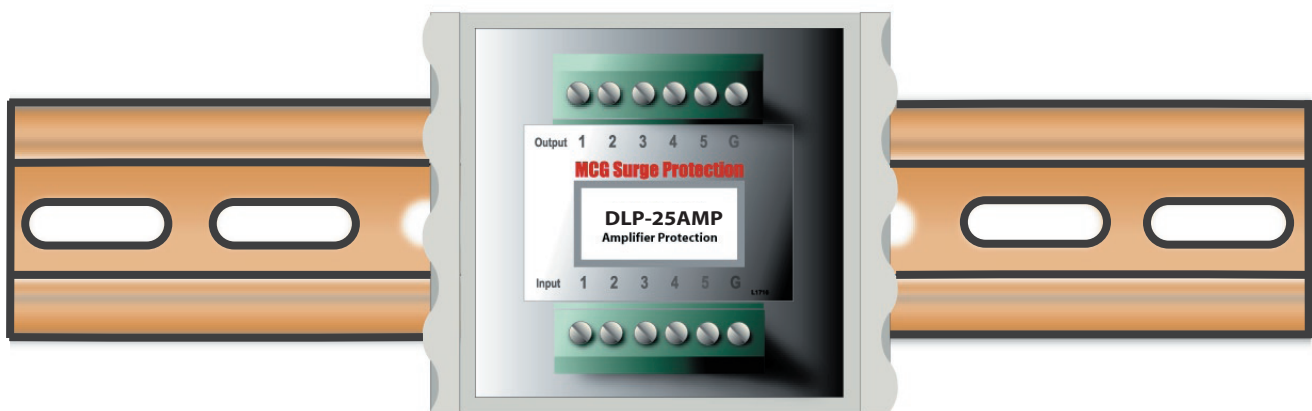 Output 1 2 3 4 5 G
MCG Surge Protection
DLP-25AMP
Amplifier Protection
Input 1 2 3 4 5 G
L1716